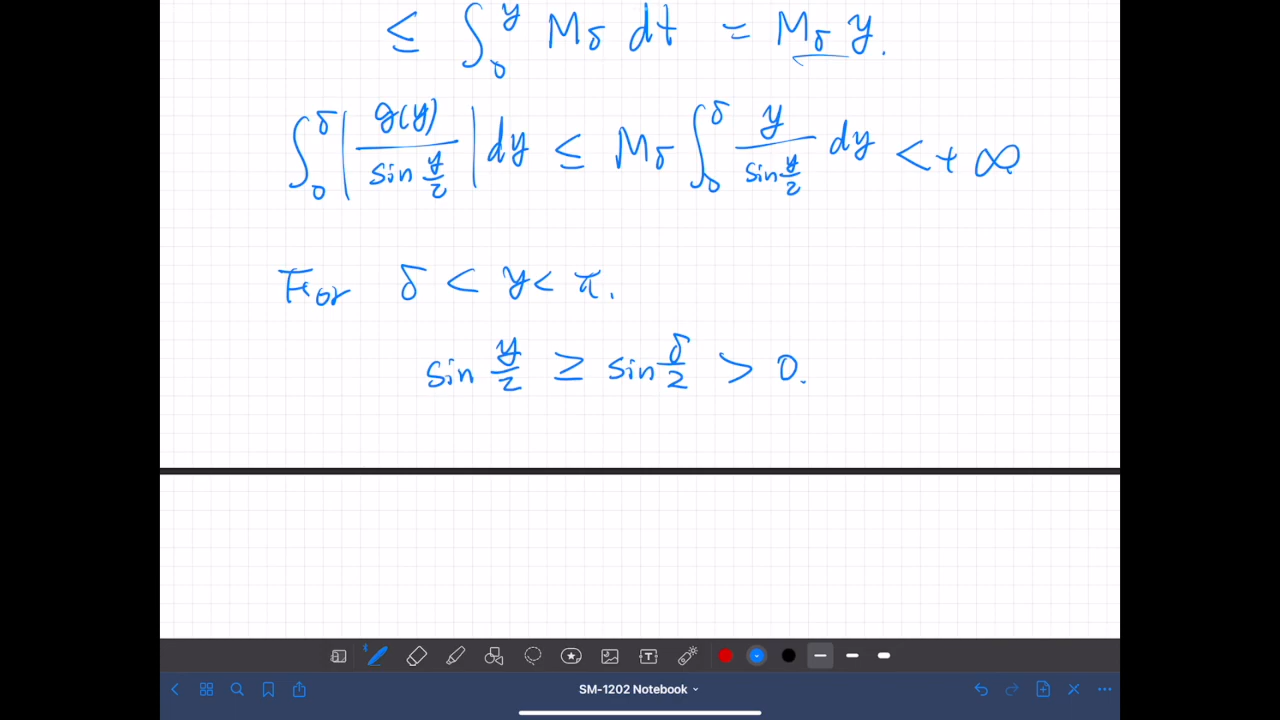 ≤ ∫₀^y M_δ dt = M_δ y.
∫₀^δ | g(y) / sin y/2 | dy ≤ M_δ ∫₀^δ y / sin y/2 dy < + ∞
For δ < y < π.
sin y/2 ≥ sin δ/2 > 0.
SM-1202 Notebook